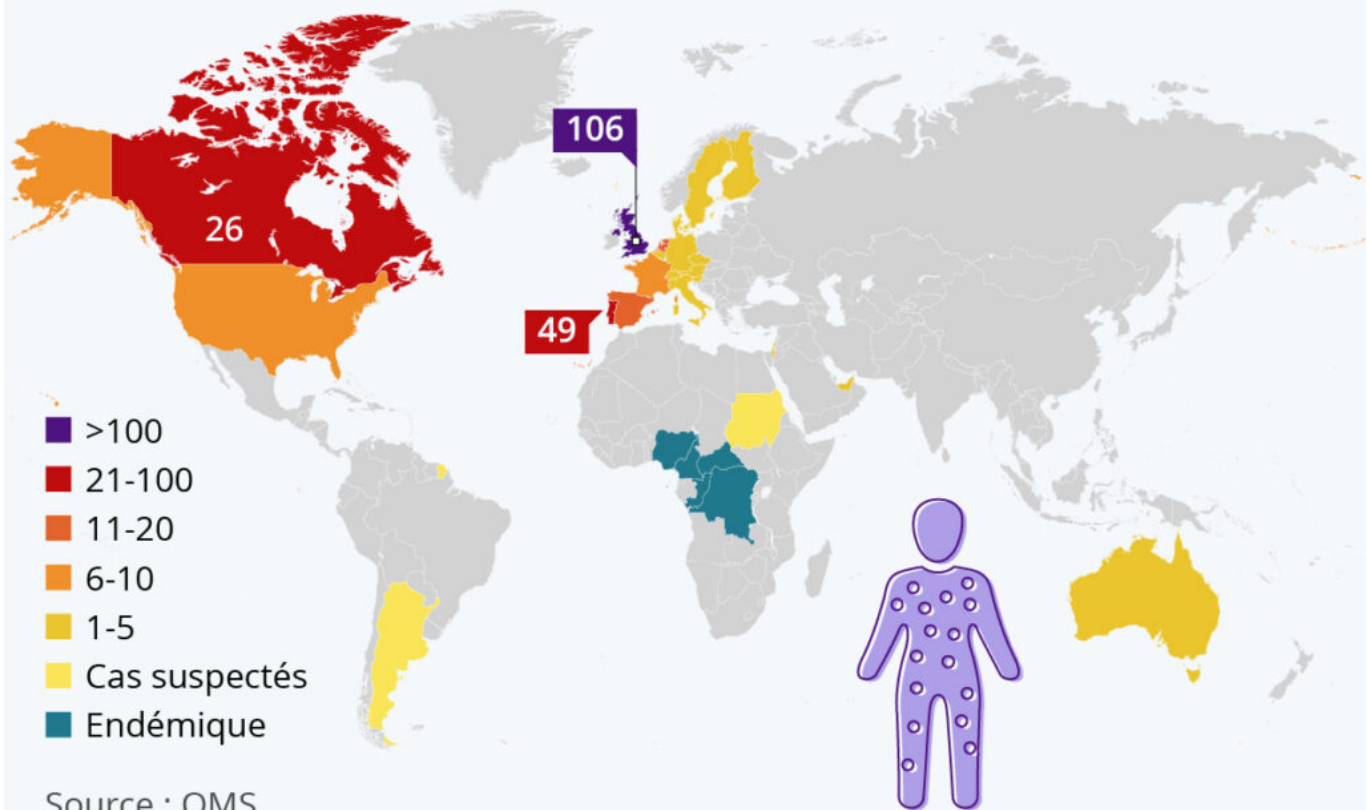 106
26
49
>100
21-100
11-20
6-10
1-5
Cas suspectés
Endémique
Source : OMS